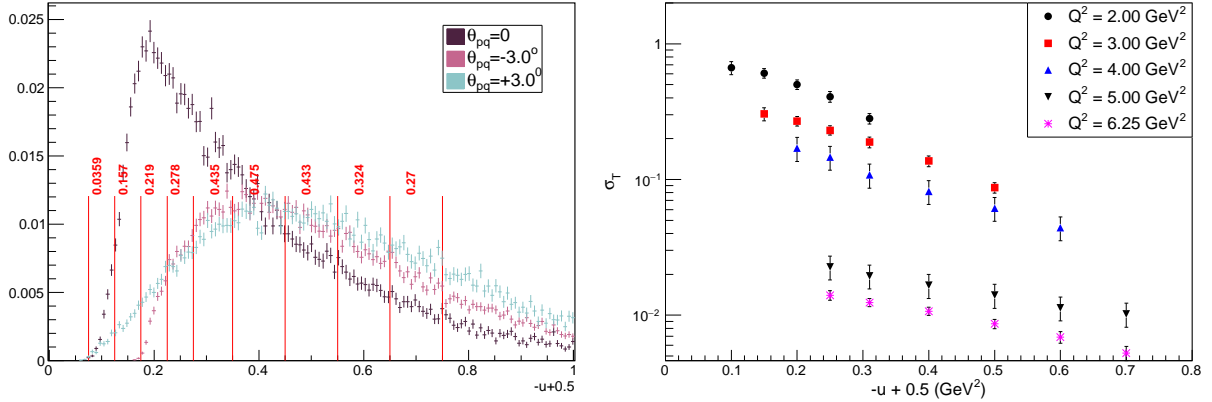 0.025
0.02
0.015
0.01
0.005
0
0 0.2 0.4 0.6 0.8 1
-u+0.5
θpq=0
θpq=-3.0o
θpq=+3.00
0.0359
0.157
0.219
0.278
0.435
0.475
0.433
0.324
0.27
Q2 = 2.00 GeV2
Q2 = 3.00 GeV2
Q2 = 4.00 GeV2
Q2 = 5.00 GeV2
Q2 = 6.25 GeV2
1
10−1
10−2
σT
0 0.1 0.2 0.3 0.4 0.5 0.6 0.7 0.8
-u + 0.5 (GeV2)